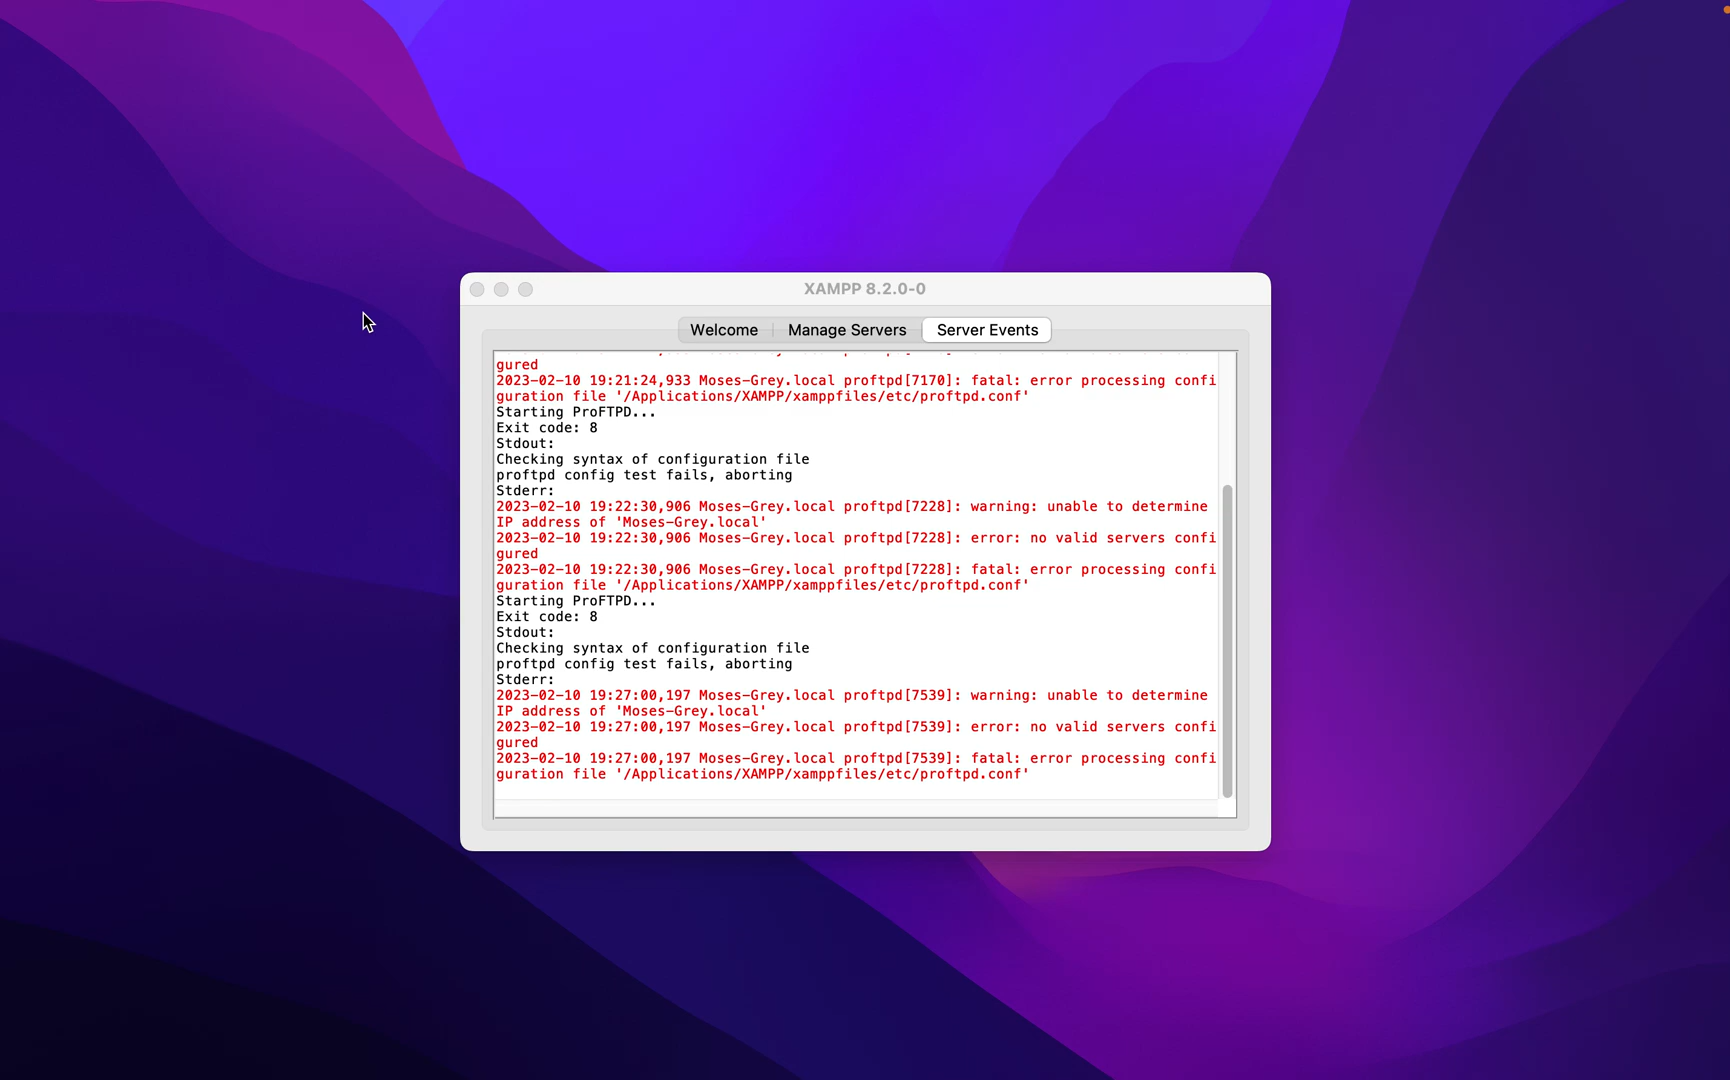 XAMPP 8.2.0-0
Welcome
Manage Servers
Server Events
gured
2023-02-10 19:21:24,933 Moses-Grey.local proftpd[7170]: fatal: error processing confi
guration file '/Applications/XAMPP/xamppfiles/etc/proftpd.conf'
Starting ProFTPD...
Exit code: 8
Stdout:
Checking syntax of configuration file
proftpd config test fails, aborting
Stderr:
2023-02-10 19:22:30,906 Moses-Grey.local proftpd[7228]: warning: unable to determine
IP address of 'Moses-Grey.local'
2023-02-10 19:22:30,906 Moses-Grey.local proftpd[7228]: error: no valid servers confi
gured
2023-02-10 19:22:30,906 Moses-Grey.local proftpd[7228]: fatal: error processing confi
guration file '/Applications/XAMPP/xamppfiles/etc/proftpd.conf'
Starting ProFTPD...
Exit code: 8
Stdout:
Checking syntax of configuration file
proftpd config test fails, aborting
Stderr:
2023-02-10 19:27:00,197 Moses-Grey.local proftpd[7539]: warning: unable to determine
IP address of 'Moses-Grey.local'
2023-02-10 19:27:00,197 Moses-Grey.local proftpd[7539]: error: no valid servers confi
gured
2023-02-10 19:27:00,197 Moses-Grey.local proftpd[7539]: fatal: error processing confi
guration file '/Applications/XAMPP/xamppfiles/etc/proftpd.conf'